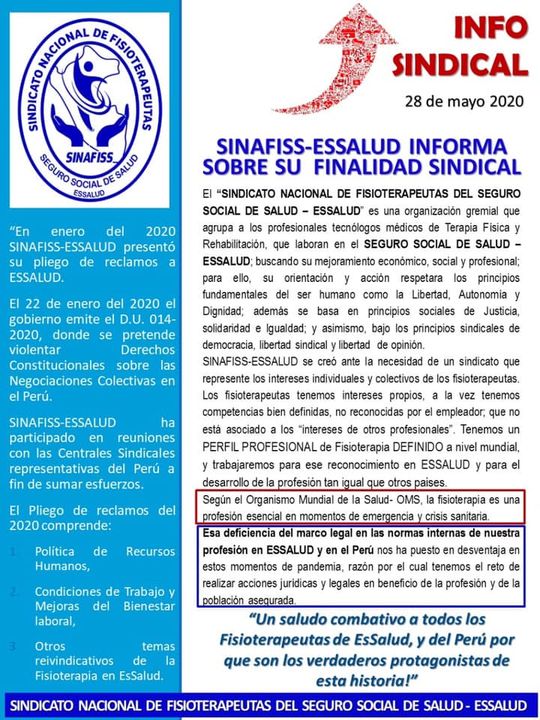 SINDICATO NACIONAL DE FISIOTERAPEUTAS
SINAFISS
SEGURO SOCIAL DE SALUD
ESSALUD
INFO
SINDICAL
28 de mayo 2020
“En enero del 2020
SINAFISS-ESSALUD presentó
su pliego de reclamos a
ESSALUD.
El 22 de enero del 2020 el
gobierno emite el D.U. 014-
2020, donde se pretende
violentar Derechos
Constitucionales sobre las
Negociaciones Colectivas en
el Perú.
SINAFISS-ESSALUD ha
participado en reuniones
con las Centrales Sindicales
representativas del Perú a
fin de sumar esfuerzos.
El Pliego de reclamos del
2020 comprende:
1. Política de Recursos
Humanos,
2. Condiciones de Trabajo y
Mejoras del Bienestar
laboral,
3 Otros temas
reivindicativos de la
Fisioterapia en EsSalud.
SINAFISS-ESSALUD INFORMA
SOBRE SU FINALIDAD SINDICAL
El “SINDICATO NACIONAL DE FISIOTERAPEUTAS DEL SEGURO
SOCIAL DE SALUD – ESSALUD” es una organización gremial que
agrupa a los profesionales tecnólogos médicos de Terapia Física y
Rehabilitación, que laboran en el SEGURO SOCIAL DE SALUD –
ESSALUD; buscando su mejoramiento económico, social y profesional;
para ello, su orientación y acción respetara los principios
fundamentales del ser humano como la Libertad, Autonomía y
Dignidad; además se basa en principios sociales de Justicia,
solidaridad e Igualdad; y asimismo, bajo los principios sindicales de
democracia, libertad sindical y libertad de opinión.
SINAFISS-ESSALUD se creó ante la necesidad de un sindicato que
represente los intereses individuales y colectivos de los fisioterapeutas.
Los fisioterapeutas tenemos intereses propios, a la vez tenemos
competencias bien definidas, no reconocidas por el empleador; que no
está asociado a los “intereses de otros profesionales”. Tenemos un
PERFIL PROFESIONAL de Fisioterapia DEFINIDO a nivel mundial,
y trabajaremos para ese reconocimiento en ESSALUD y para el
desarrollo de la profesión tan igual que otros países.
Según el Organismo Mundial de la Salud- OMS, la fisioterapia es una
profesión esencial en momentos de emergencia y crisis sanitaria.
Esa deficiencia del marco legal en las normas internas de nuestra
profesión en ESSALUD y en el Perú nos ha puesto en desventaja en
estos momentos de pandemia, razón por el cual tenemos el reto de
realizar acciones jurídicas y legales en beneficio de la profesión y de la
población asegurada.
“Un saludo combativo a todos los
Fisioterapeutas de EsSalud, y del Perú por
que son los verdaderos protagonistas de
esta historia!”
SINDICATO NACIONAL DE FISIOTERAPEUTAS DEL SEGURO SOCIAL DE SALUD - ESSALUD